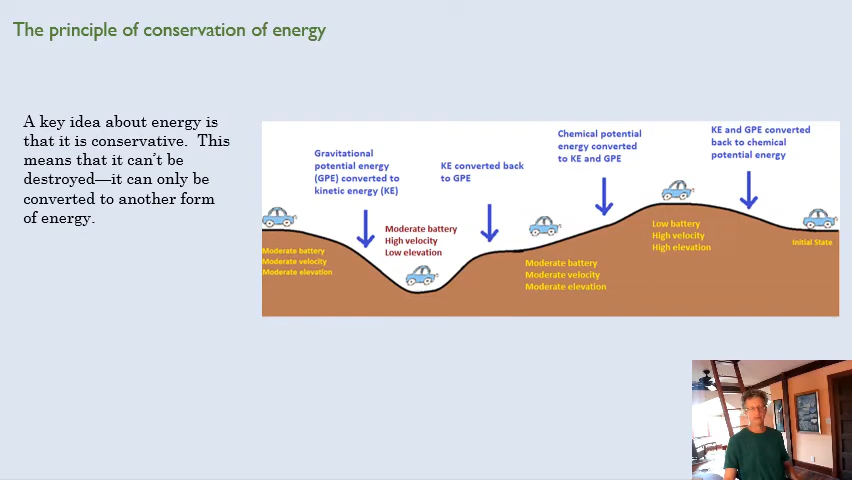 The principle of conservation of energy
A key idea about energy is
that it is conservative.  This
means that it can't be
destroyed—it can only be
converted to another form
of energy.
Gravitational
potential energy
(GPE) converted to
kinetic energy (KE)
KE converted back
to GPE
Chemical potential
energy converted
to KE and GPE
KE and GPE converted
back to chemical
potential energy
Moderate battery
Moderate velocity
Moderate elevation
Moderate battery
High velocity
Low elevation
Moderate battery
Moderate velocity
Moderate elevation
Low battery
High velocity
High elevation
Initial State